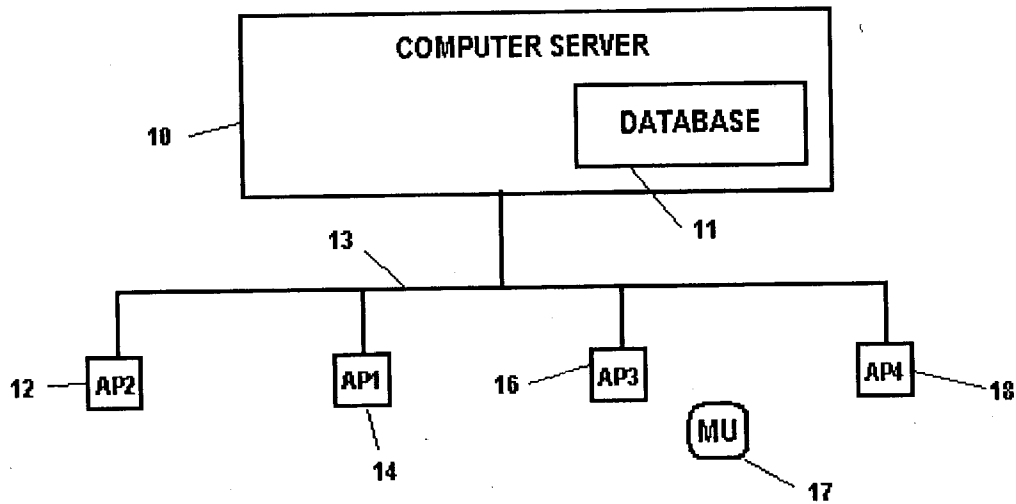 COMPUTER SERVER
DATABASE
10
11
13
12 AP2 AP1 16 AP3 AP4 18
14
MU
17